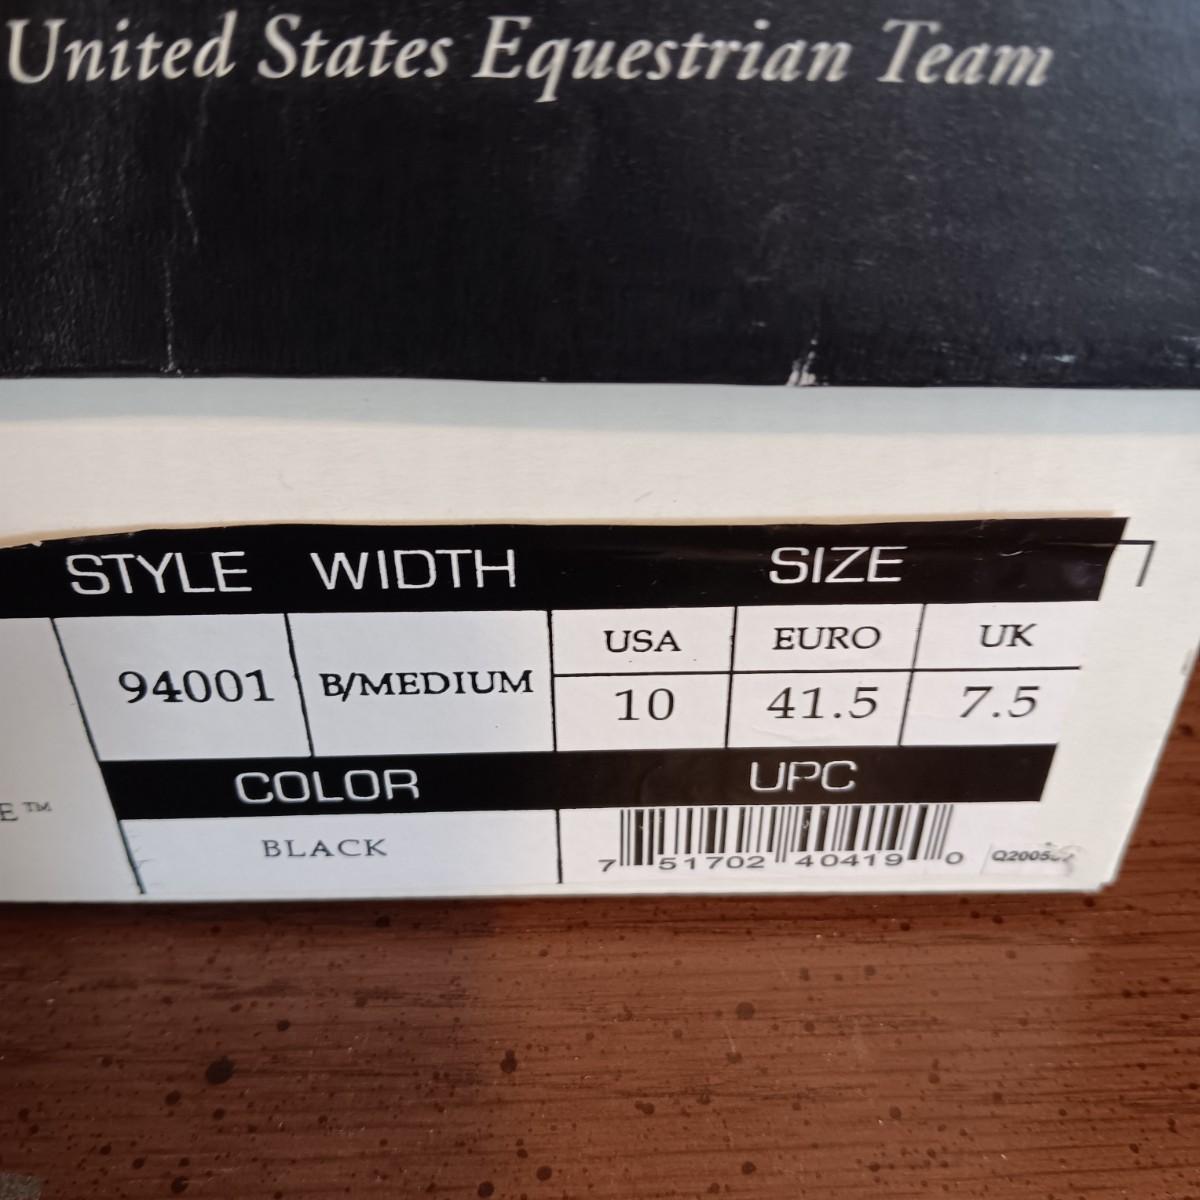 United States Equestrian Team
STYLE WIDTH SIZE
USA EURO UK
94001 B/MEDIUM 10 41.5 7.5
COLOR UPC
E™
BLACK
7 51702 40419 0